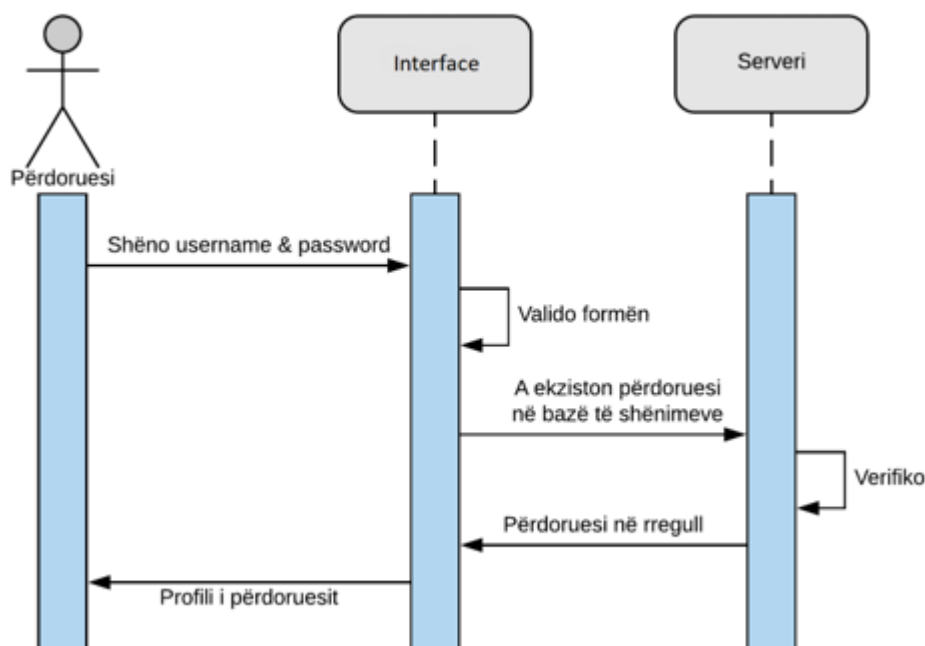 Interface
Serveri
Përdoruesi
Shëno username & password
Valido formën
A ekziston përdoruesi
në bazë të shënimeve
Verifiko
Përdoruesi në rregull
Profili i përdoruesit